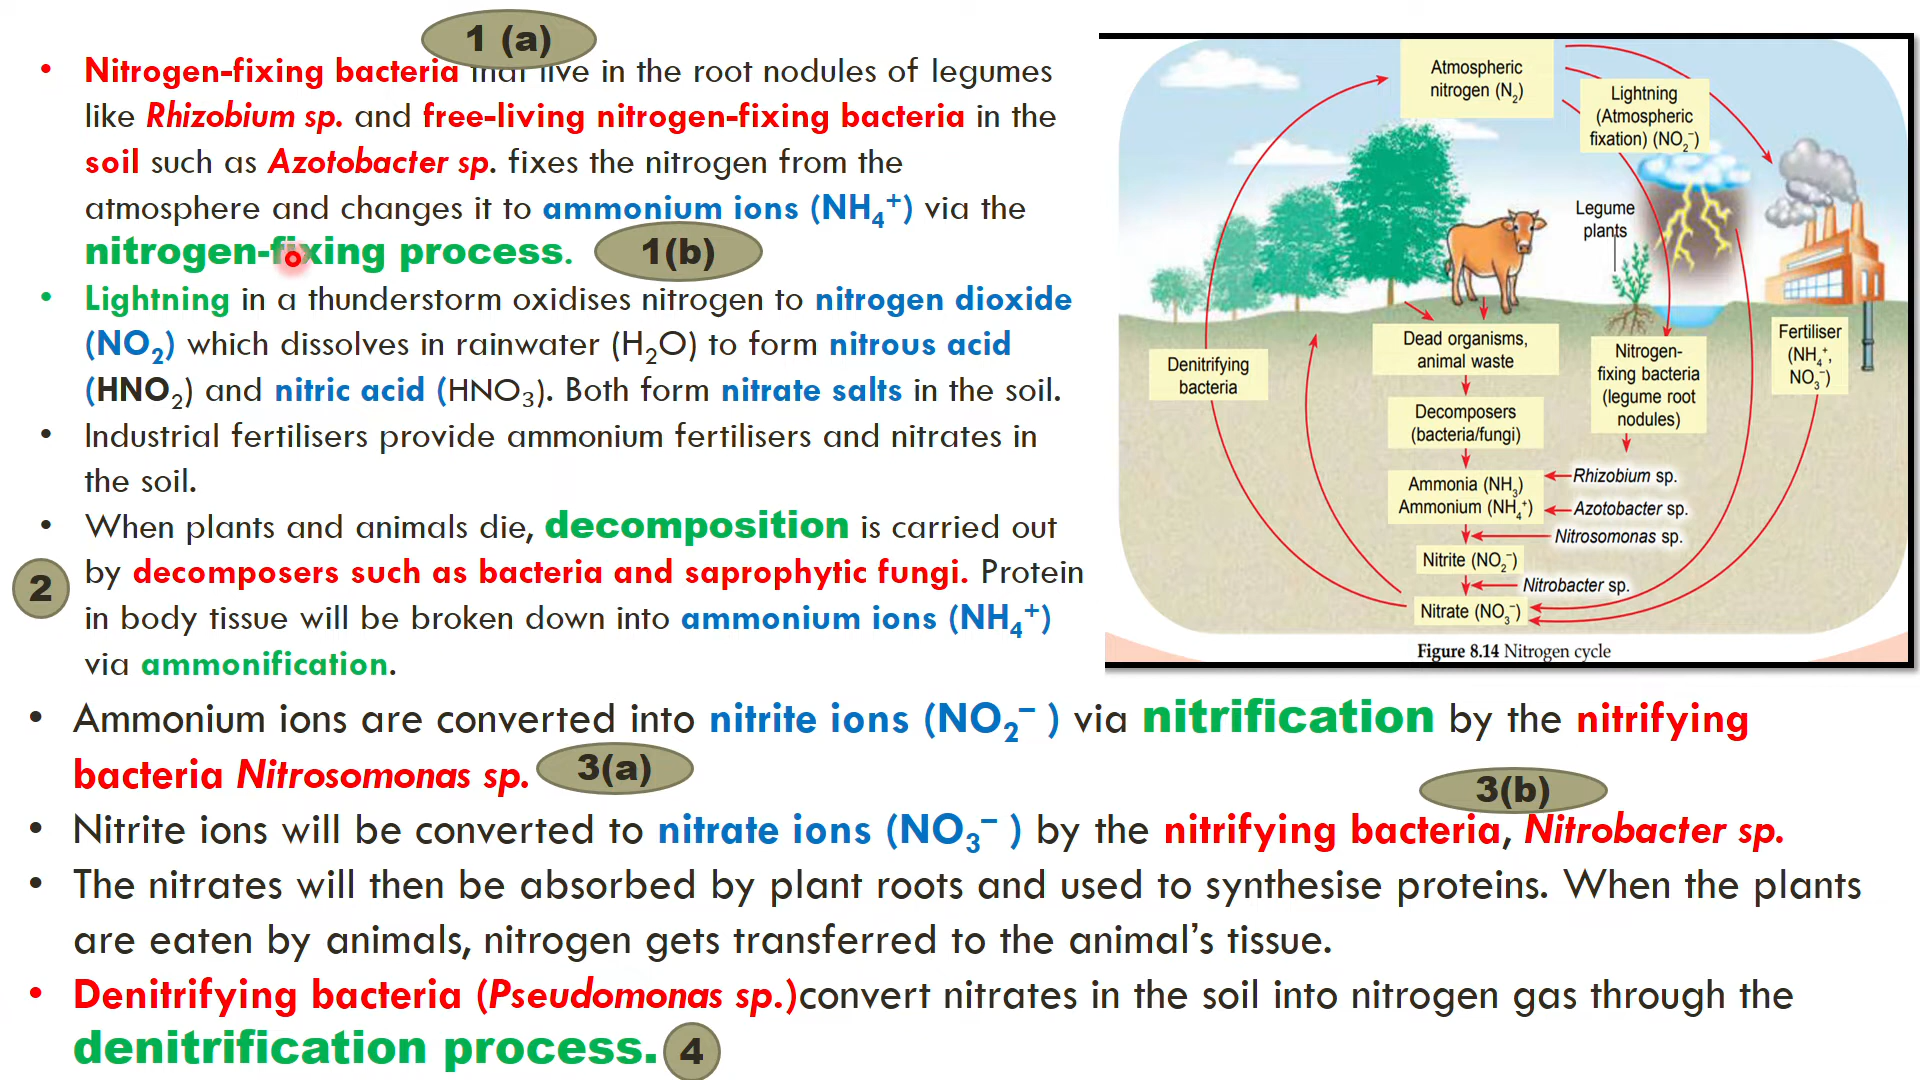 1 (a)
• Nitrogen-fixing bacteria that live in the root nodules of legumes
like Rhizobium sp. and free-living nitrogen-fixing bacteria in the
soil such as Azotobacter sp. fixes the nitrogen from the
atmosphere and changes it to ammonium ions (NH₄⁺) via the
nitrogen-fixing process. 1(b)
• Lightning in a thunderstorm oxidises nitrogen to nitrogen dioxide
(NO₂) which dissolves in rainwater (H₂O) to form nitrous acid
(HNO₂) and nitric acid (HNO₃). Both form nitrate salts in the soil.
• Industrial fertilisers provide ammonium fertilisers and nitrates in
the soil.
• When plants and animals die, decomposition is carried out
2 by decomposers such as bacteria and saprophytic fungi. Protein
in body tissue will be broken down into ammonium ions (NH₄⁺)
via ammonification.
• Ammonium ions are converted into nitrite ions (NO₂⁻ ) via nitrification by the nitrifying
bacteria Nitrosomonas sp. 3(a)
3(b)
• Nitrite ions will be converted to nitrate ions (NO₃⁻ ) by the nitrifying bacteria, Nitrobacter sp.
• The nitrates will then be absorbed by plant roots and used to synthesise proteins. When the plants
are eaten by animals, nitrogen gets transferred to the animal's tissue.
• Denitrifying bacteria (Pseudomonas sp.)convert nitrates in the soil into nitrogen gas through the
denitrification process. 4
Atmospheric
nitrogen (N₂)
Lightning
(Atmospheric
fixation) (NO₂⁻)
Legume
plants
Dead organisms,
animal waste
Denitrifying
bacteria
Nitrogen-
fixing bacteria
(legume root
nodules)
Fertiliser
(NH₄⁺,
NO₃⁻)
Decomposers
(bacteria/fungi)
Ammonia (NH₃)
Ammonium (NH₄⁺)
Rhizobium sp.
Azotobacter sp.
Nitrosomonas sp.
Nitrite (NO₂⁻)
Nitrobacter sp.
Nitrate (NO₃⁻)
Figure 8.14 Nitrogen cycle